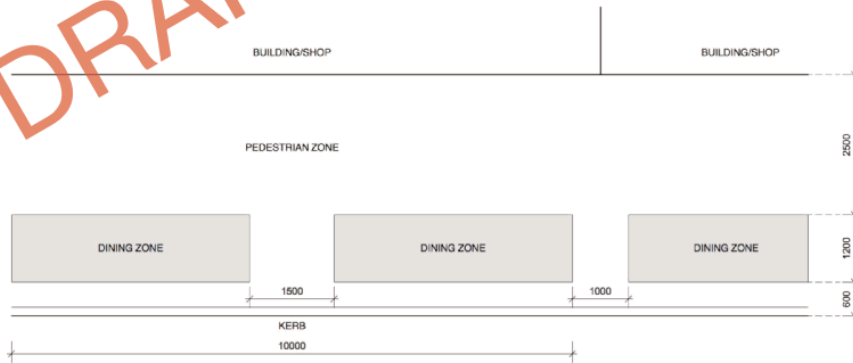 DRA
BUILDING/SHOP
BUILDING/SHOP
PEDESTRIAN ZONE
2500
DINING ZONE
DINING ZONE
DINING ZONE
1200
1500
1000
600
KERB
10000